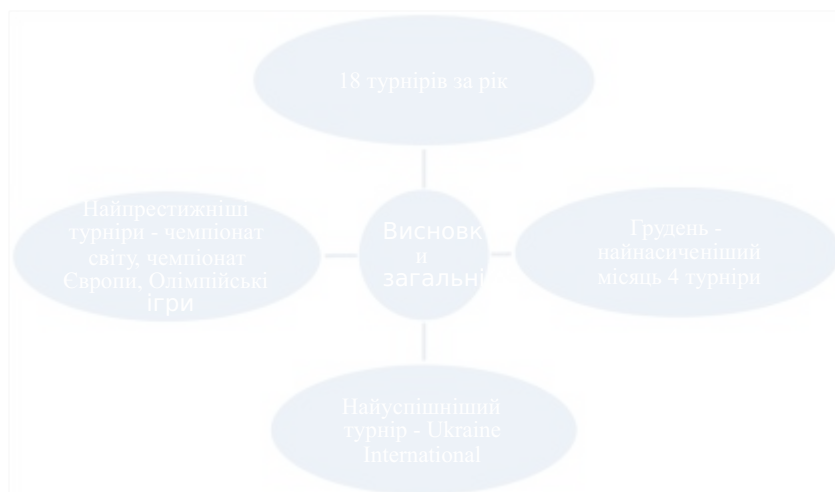 18 турнірів за рік
Найпрестижніші
турніри - чемпіонат
світу, чемпіонат
Європи, Олімпійські
ігри
Висновк
и
загальні
Грудень -
найнасиченіший
місяць 4 турніри
Найуспішніший
турнір - Ukraine
International